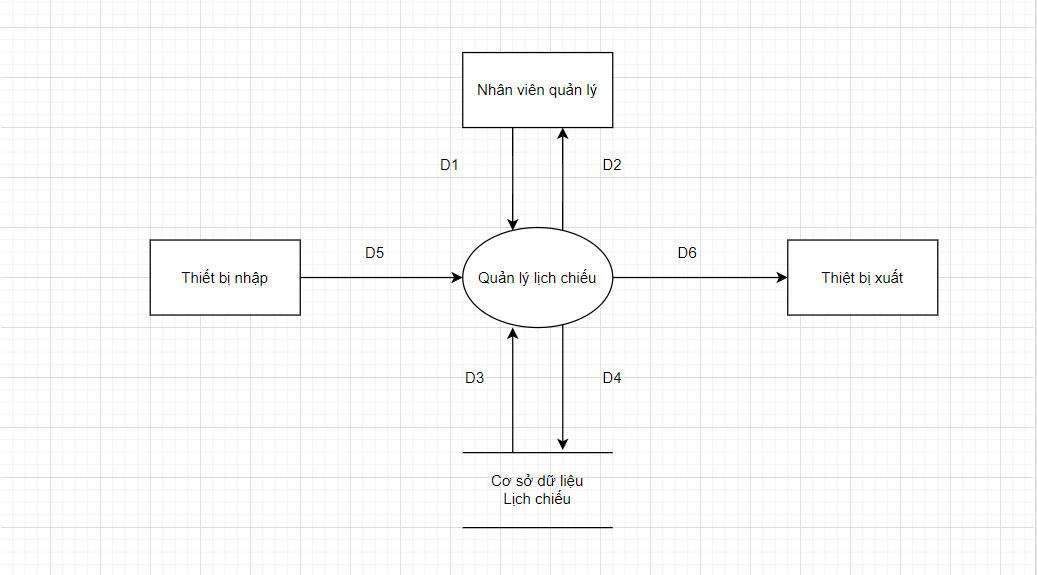 Nhân viên quản lý
D1
D2
D5
D6
Thiết bị nhập
Quản lý lịch chiếu
Thiệt bị xuất
D3
D4
Cơ sở dữ liệu
Lịch chiếu